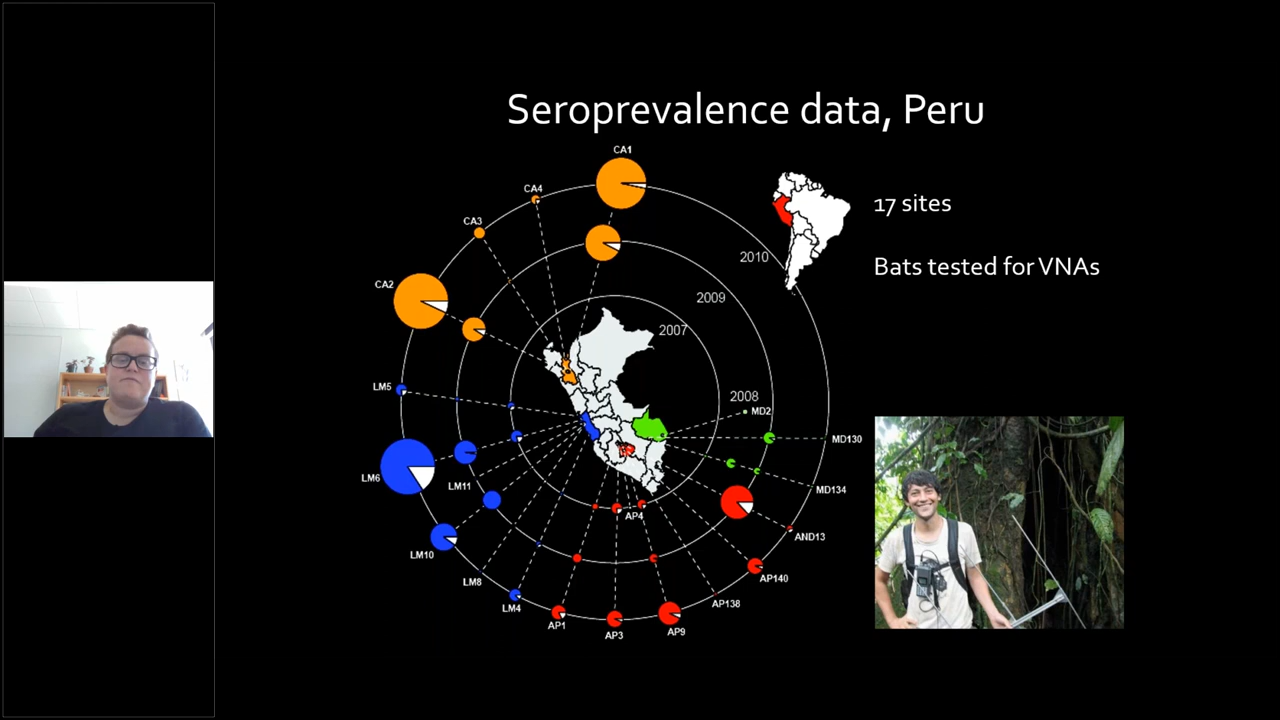 Seroprevalence data, Peru
CA1
CA4
CA3
CA2
2010
2009
2007
2008
17 sites
Bats tested for VNAs
LM5
MD2
MD130
LM6
LM11
MD134
AP4
AND13
LM10
AP140
LM8
AP138
LM4
AP1
AP3
AP9